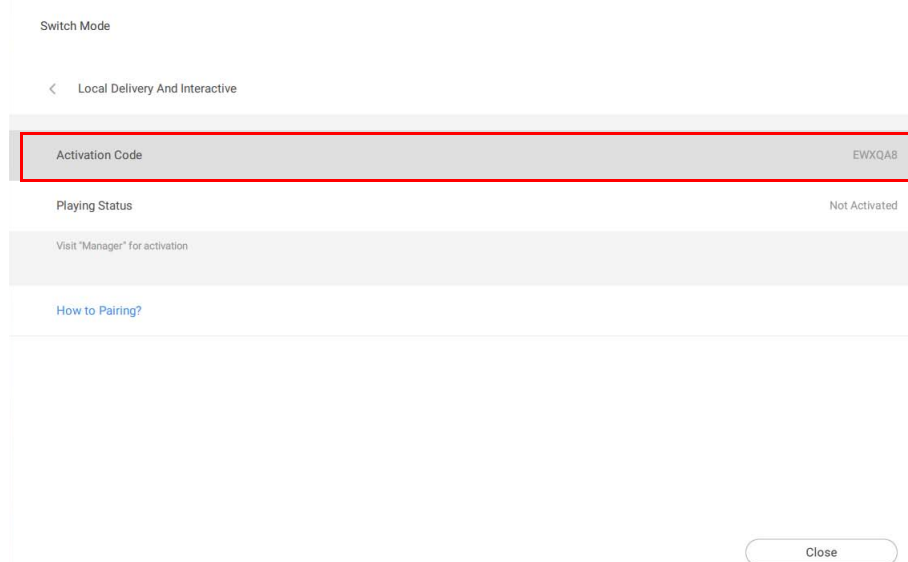 Switch Mode
< Local Delivery And Interactive
Activation Code EWXQA8
Playing Status Not Activated
Visit "Manager" for activation
How to Pairing?
Close